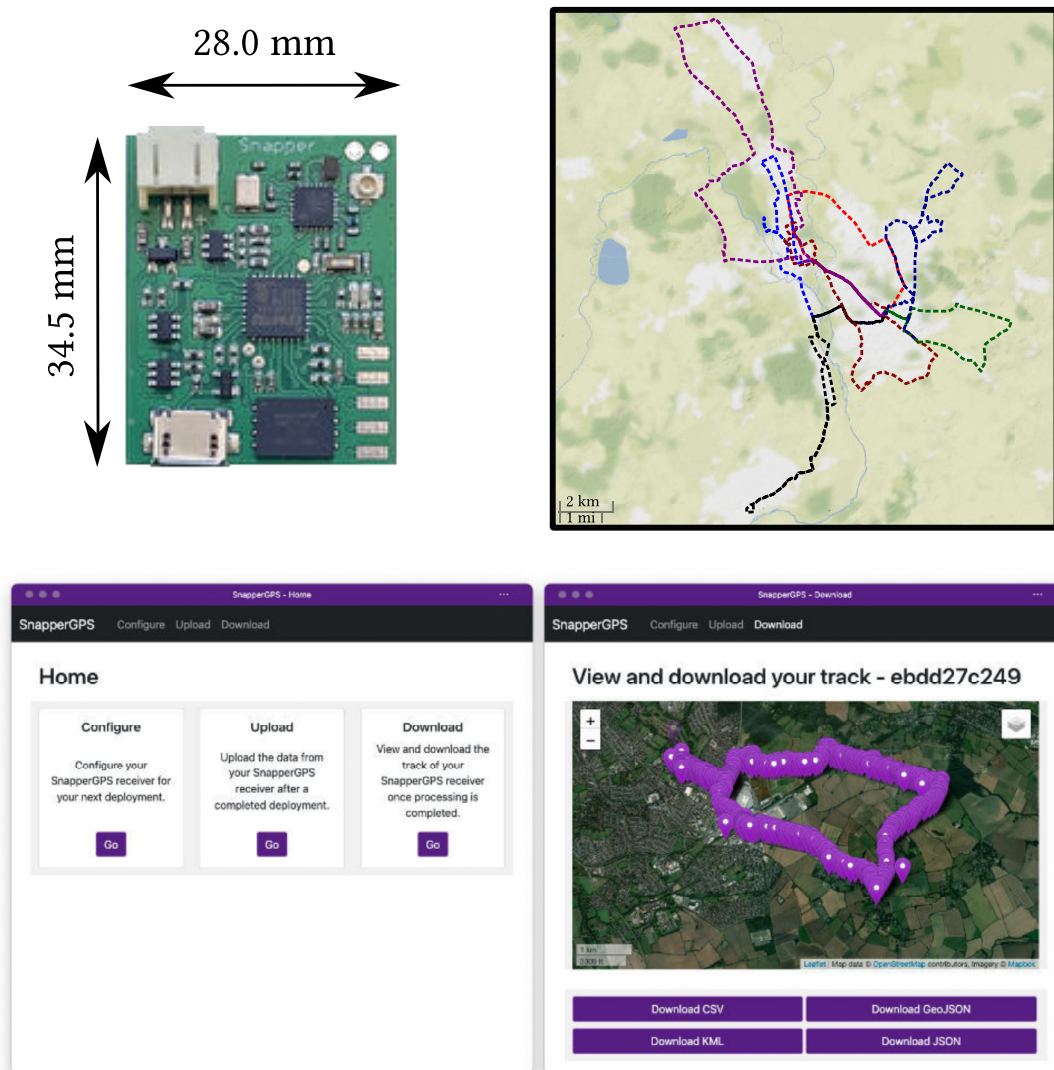 28.0 mm
34.5 mm
Snapper
2 km
1 mi
SnapperGPS - Home
...
SnapperGPS
Configure
Upload
Download
Home
Configure
Configure your
SnapperGPS receiver for
your next deployment.
Go
Upload
Upload the data from
your SnapperGPS
receiver after a
completed deployment.
Go
Download
View and download the
track of your
SnapperGPS receiver
once processing is
completed.
Go
SnapperGPS - Download
...
SnapperGPS
Configure
Upload
Download
View and download your track - ebdd27c249
+
−
1 km
3000 ft
Leaflet | Map data © OpenStreetMap contributors, Imagery © Mapbox
Download CSV
Download GeoJSON
Download KML
Download JSON